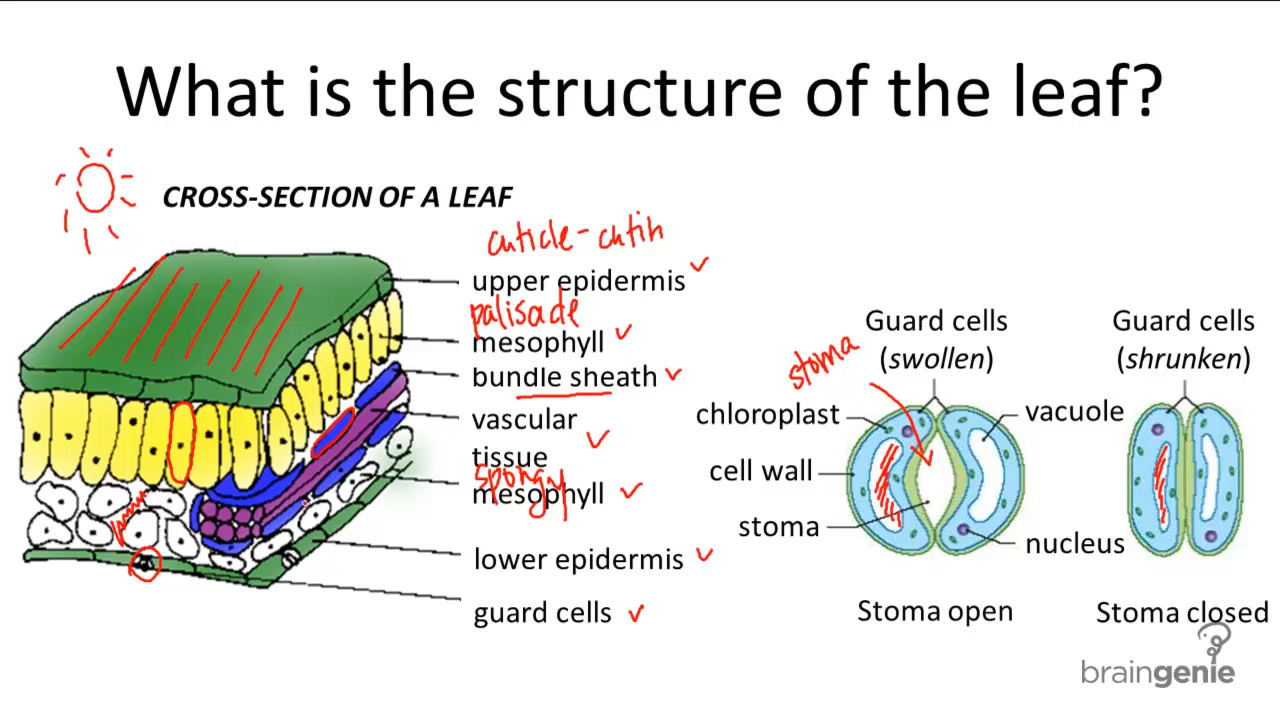 What is the structure of the leaf?
CROSS-SECTION OF A LEAF
cuticle - cutin
upper epidermis
palisade
mesophyll
bundle sheath
vascular
tissue
spongy
mesophyll
lower epidermis
guard cells
Guard cells
(swollen)
stoma
chloroplast
cell wall
stoma
Stoma open
Guard cells
(shrunken)
vacuole
nucleus
Stoma closed
braingenie